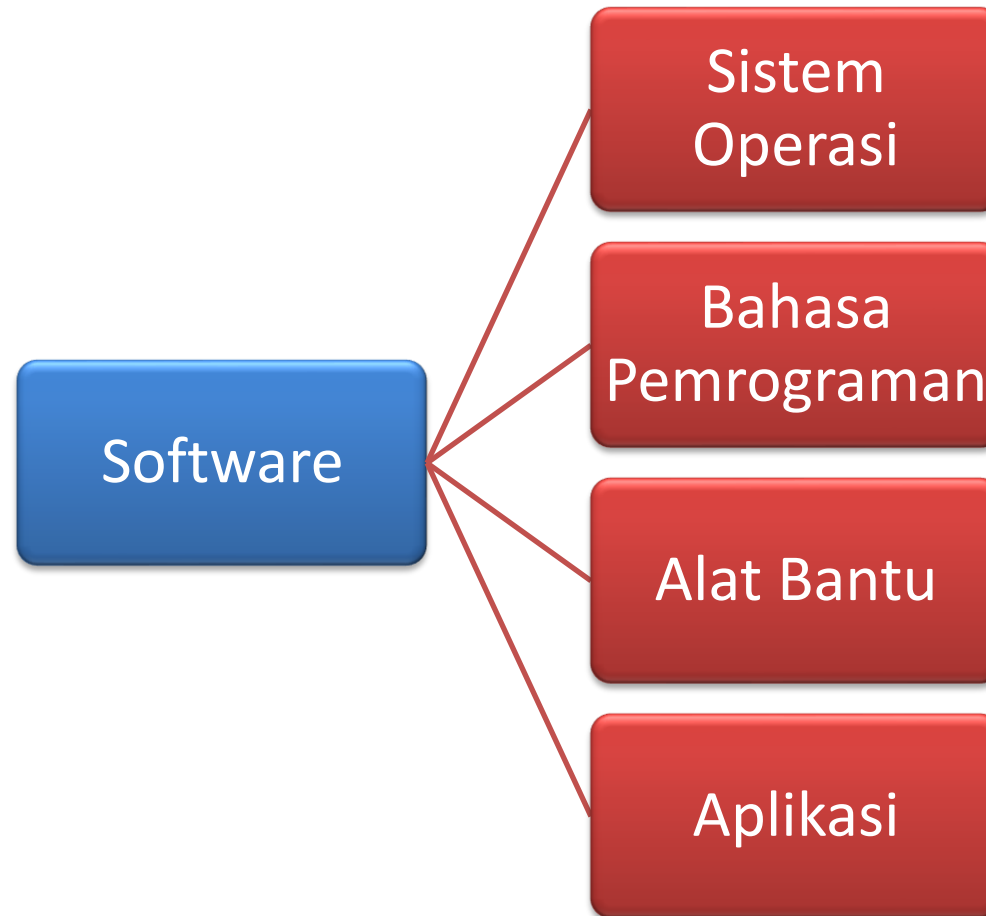 Sistem
Operasi
Bahasa
Pemrograman
Software
Alat Bantu
Aplikasi